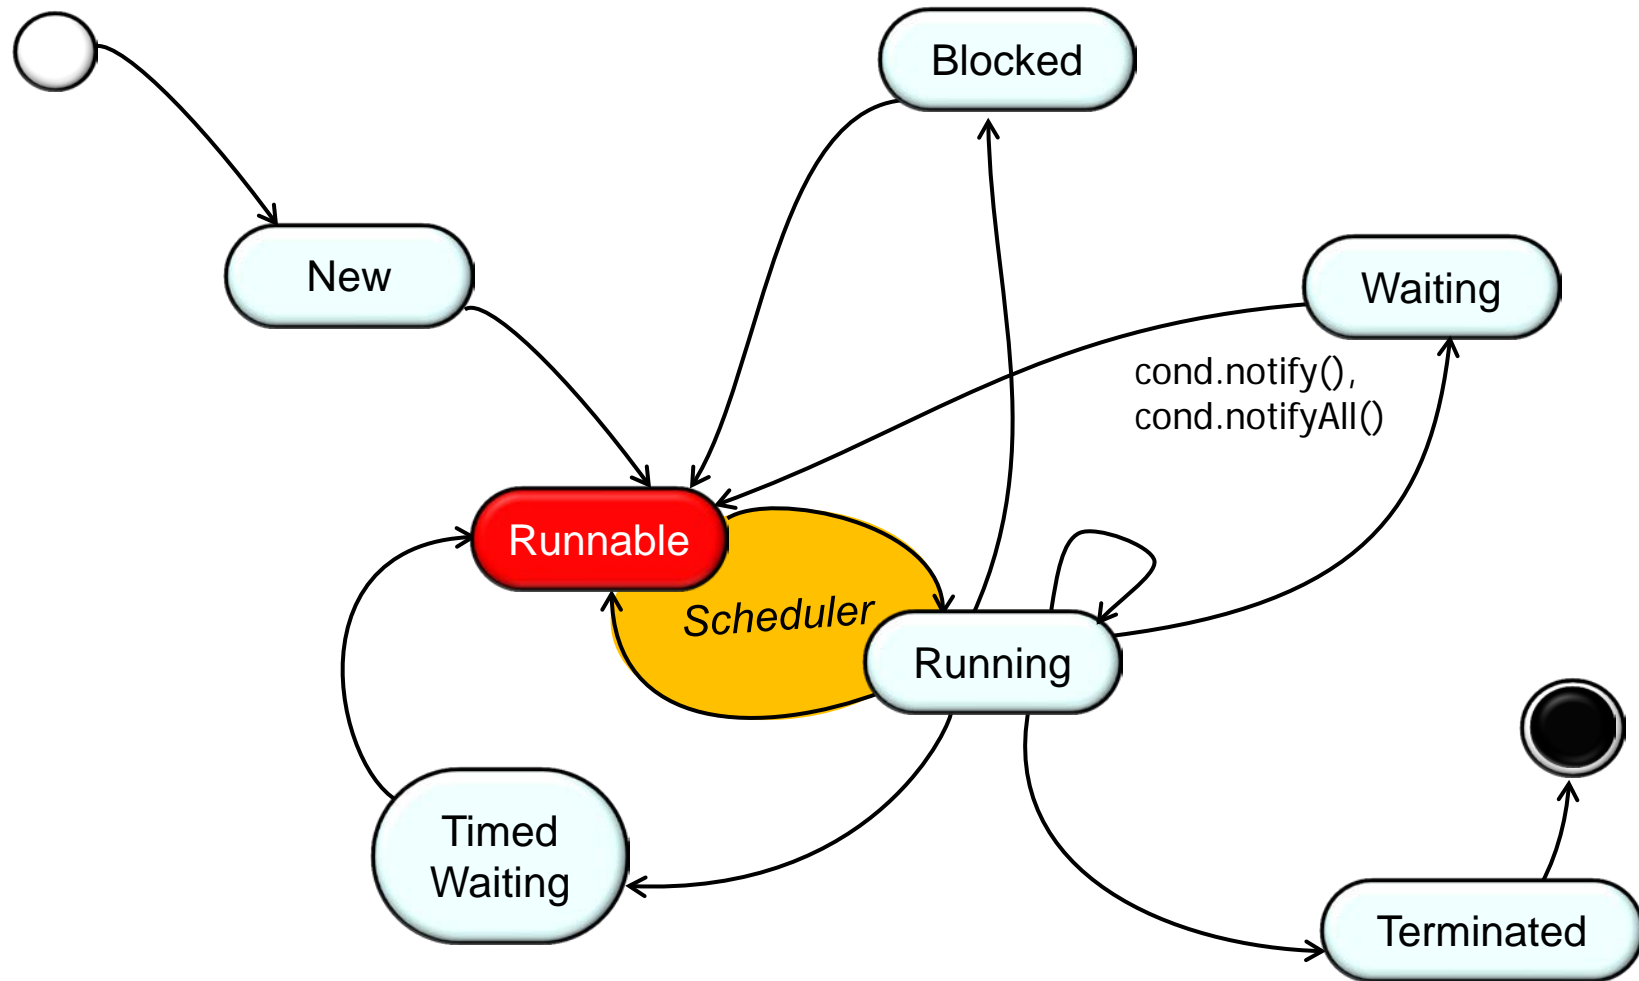 Blocked
New
Waiting
cond.notify(),
cond.notifyAll()
Runnable
Scheduler
Running
Timed
Waiting
Terminated